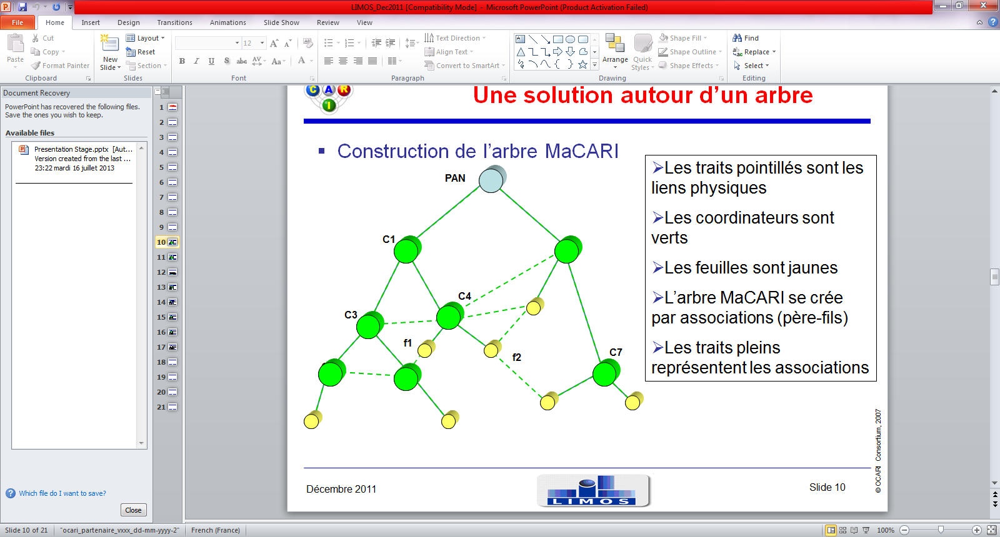 LIMOS_Dec2011 [Compatibility Mode] - Microsoft PowerPoint (Product Activation Failed)
File Home Insert Design Transitions Animations Slide Show Review View
Paste
Cut
Copy
Format Painter
Clipboard
New Slide
Layout
Reset
Section
Slides
12
B I U S abc AV Aa A
Font
Text Direction
Align Text
Convert to SmartArt
Paragraph
Arrange
Quick Styles
Shape Fill
Shape Outline
Shape Effects
Drawing
Find
Replace
Select
Editing
Document Recovery
PowerPoint has recovered the following files.
Save the ones you wish to keep.
Available files
Presentation Stage.pptx [Aut...
Version created from the last ...
23:22 mardi 16 juillet 2013
Which file do I want to save?
Close
1
2
3
4
5
6
7
8
9
10
11
12
13
14
15
16
17
18
19
20
21
C A R
I
Une solution autour d’un arbre
Construction de l’arbre MaCARI
PAN
C1
C4
C3
f1
f2
C7
Les traits pointillés sont les
liens physiques
Les coordinateurs sont
verts
Les feuilles sont jaunes
L’arbre MaCARI se crée
par associations (père-fils)
Les traits pleins
représentent les associations
© OCARI Consortium, 2007
Décembre 2011
LIMOS
Slide 10
Slide 10 of 21
"ocari_partenaire_vxxx_dd-mm-yyyy-2"
French (France)
100%